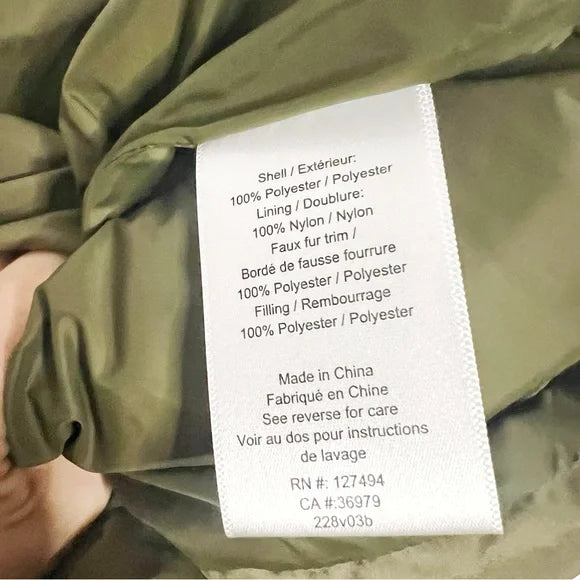 Shell / Extérieur:
100% Polyester / Polyester
Lining / Doublure:
100% Nylon / Nylon
Faux fur trim /
Bordé de fausse fourrure
100% Polyester / Polyester
Filling / Rembourrage
100% Polyester / Polyester
Made in China
Fabriqué en Chine
See reverse for care
Voir au dos pour instructions
de lavage
RN #: 127494
CA #:36979
228v03b